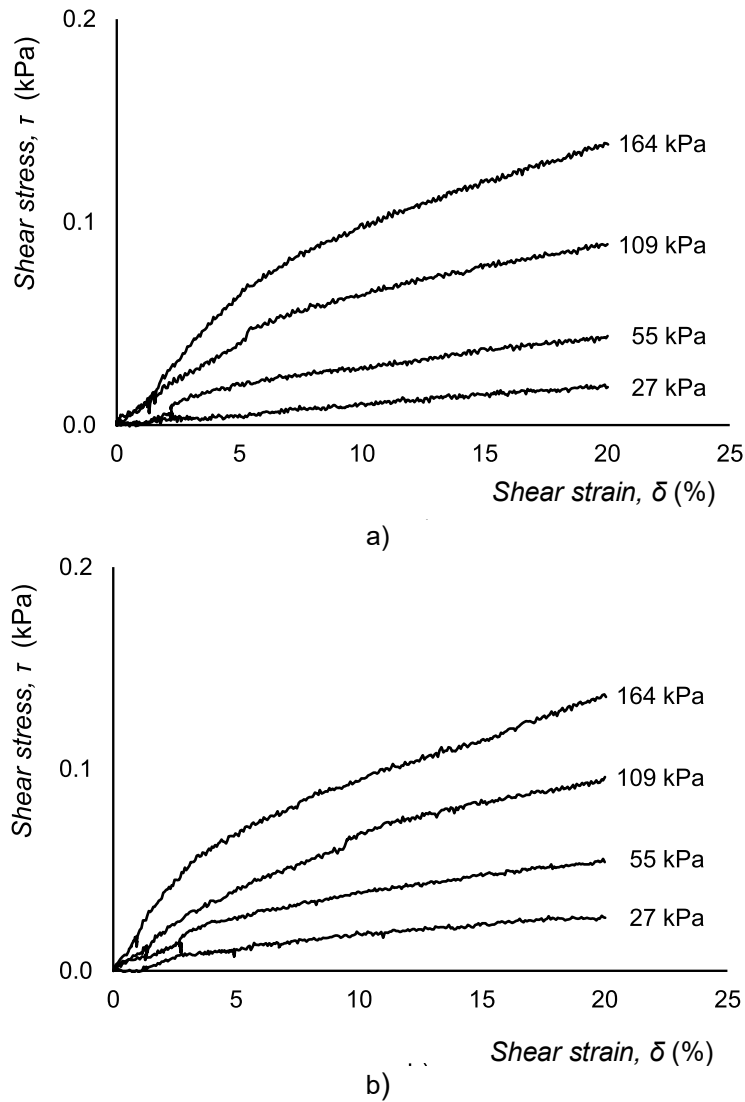 0.2
Shear stress, τ (kPa)
164 kPa
0.1
109 kPa
55 kPa
27 kPa
0.0
0 5 10 15 20 25
Shear strain, δ (%)
a)
0.2
Shear stress, τ (kPa)
164 kPa
0.1
109 kPa
55 kPa
27 kPa
0.0
0 5 10 15 20 25
Shear strain, δ (%)
b)